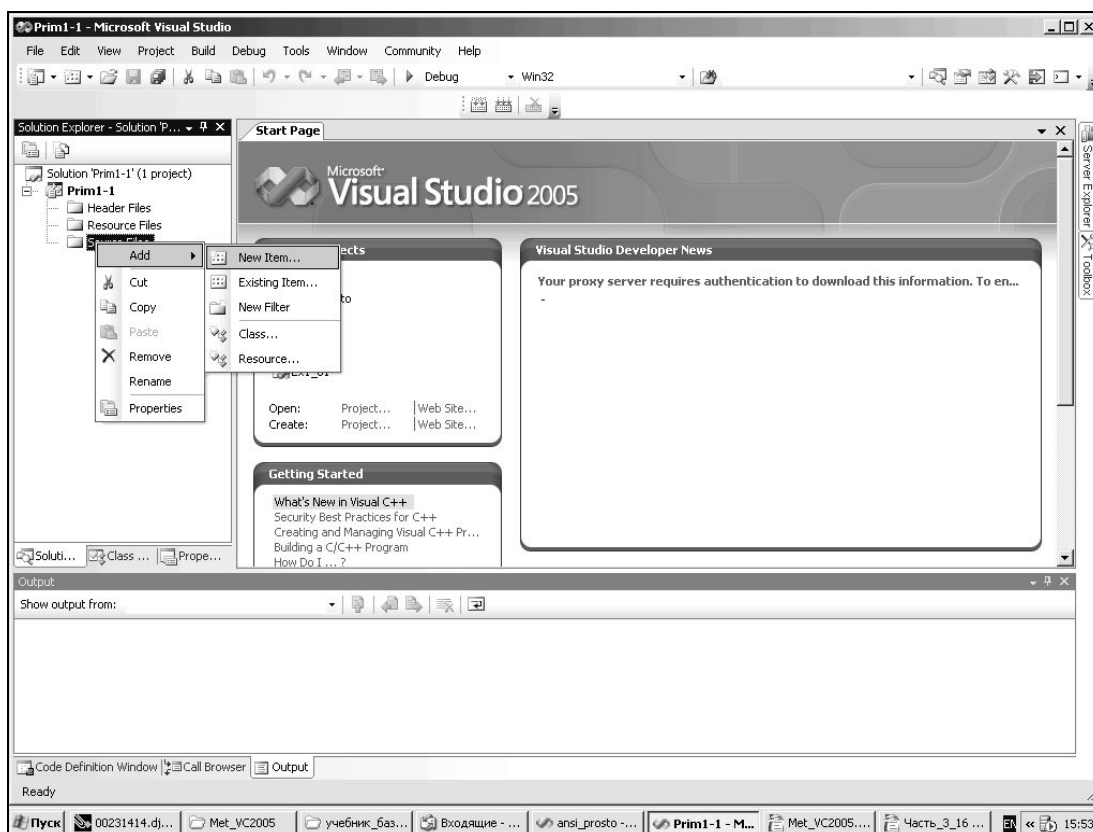 Prim1-1 - Microsoft Visual Studio
File Edit View Project Build Debug Tools Window Community Help
Debug Win32
Solution Explorer - Solution 'P...
Start Page
Solution 'Prim1-1' (1 project)
Prim1-1
Header Files
Resource Files
Add
Cut
Copy
Paste
Remove
Rename
Properties
New Item...
Existing Item...
New Filter
Class...
Resource...
Microsoft
Visual Studio 2005
Open: Project... Web Site...
Create: Project... Web Site...
Getting Started
What's New in Visual C++
Security Best Practices for C++
Creating and Managing Visual C++ Pr...
Building a C/C++ Program
How Do I ... ?
Visual Studio Developer News
Your proxy server requires authentication to download this information. To en...
-
Server Explorer
Toolbox
Soluti... Class ... Prope...
Output
Show output from:
Code Definition Window Call Browser Output
Ready
Пуск 00231414.dj... Met_VC2005 учебник_баз... Входящие - ... ansi_prosto -... Prim1-1 - M... Met_VC2005.... Часть_3_16 ... EN « 15:53